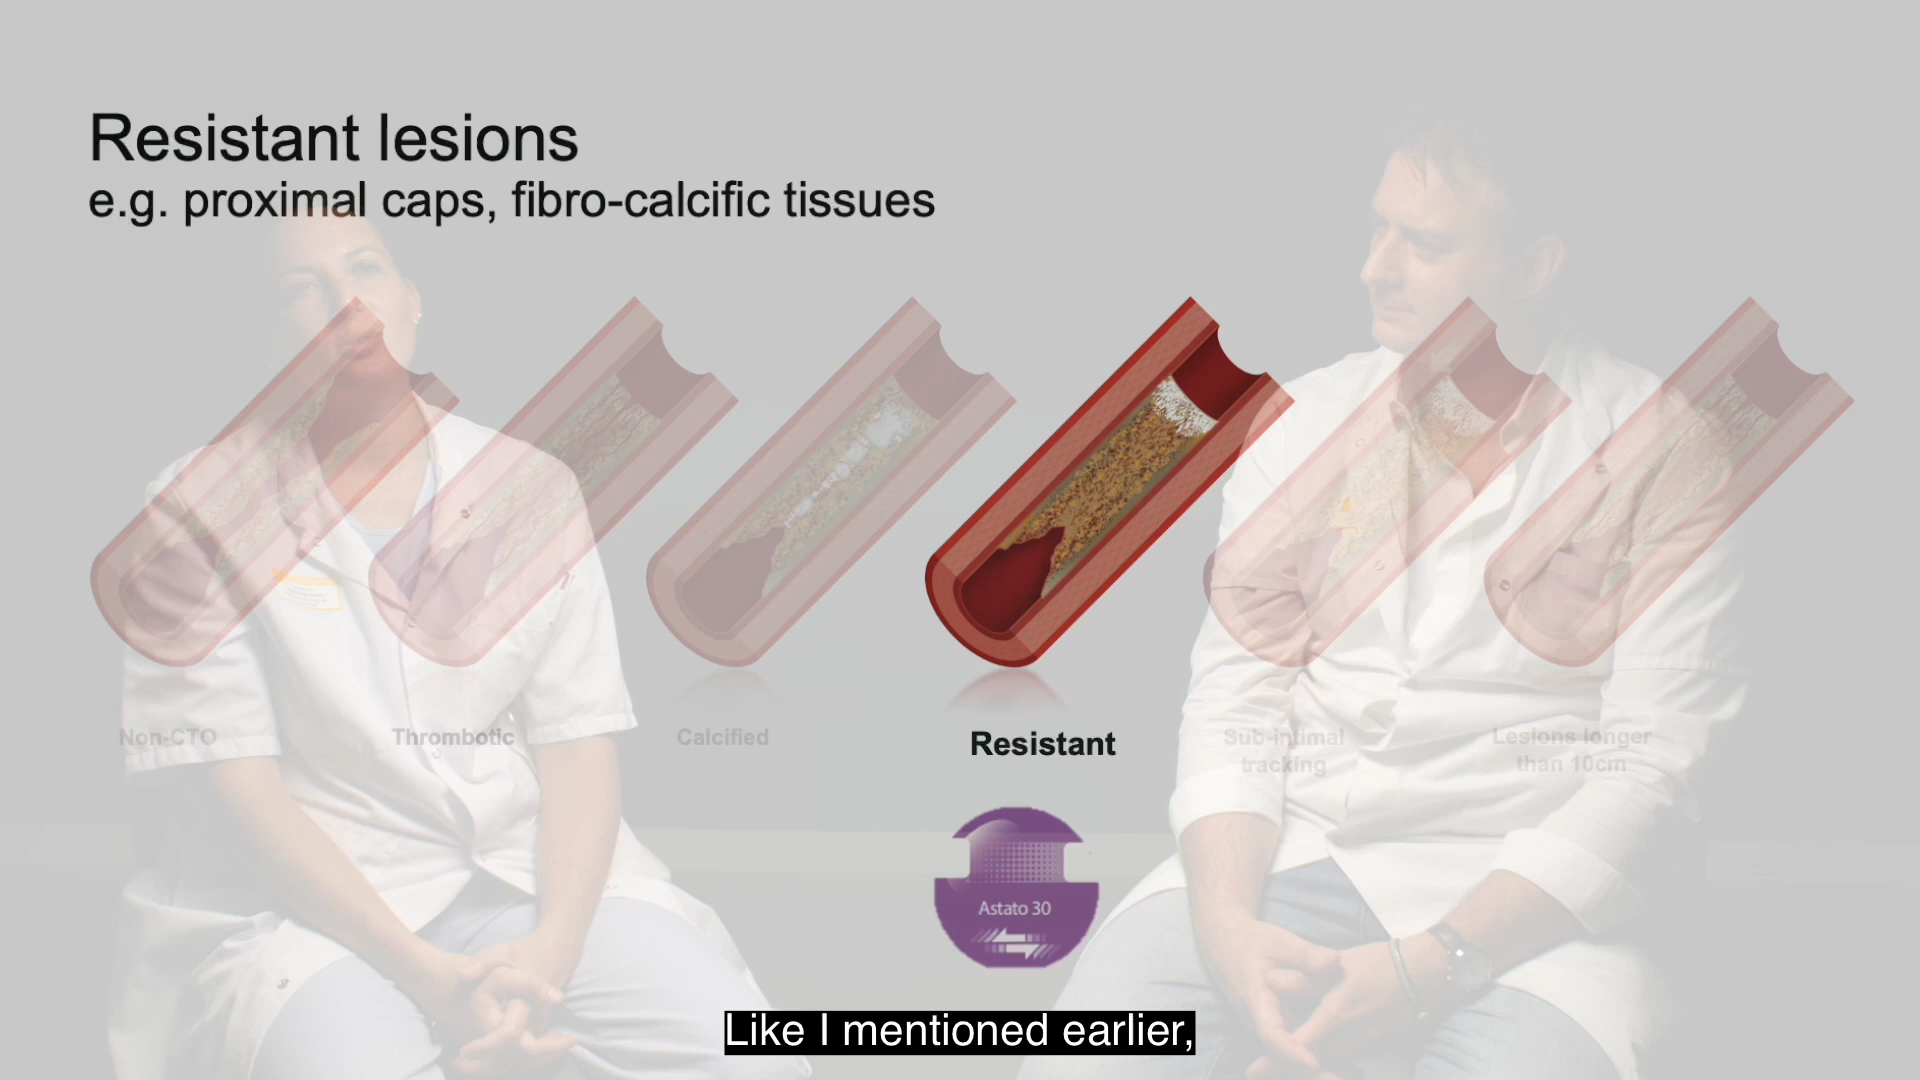 Resistant lesions
e.g. proximal caps, fibro-calcific tissues
Non-CTO
Thrombotic
Calcified
Resistant
Sub-intimal
tracking
Lesions longer
than 10cm
Astato 30
Like I mentioned earlier,